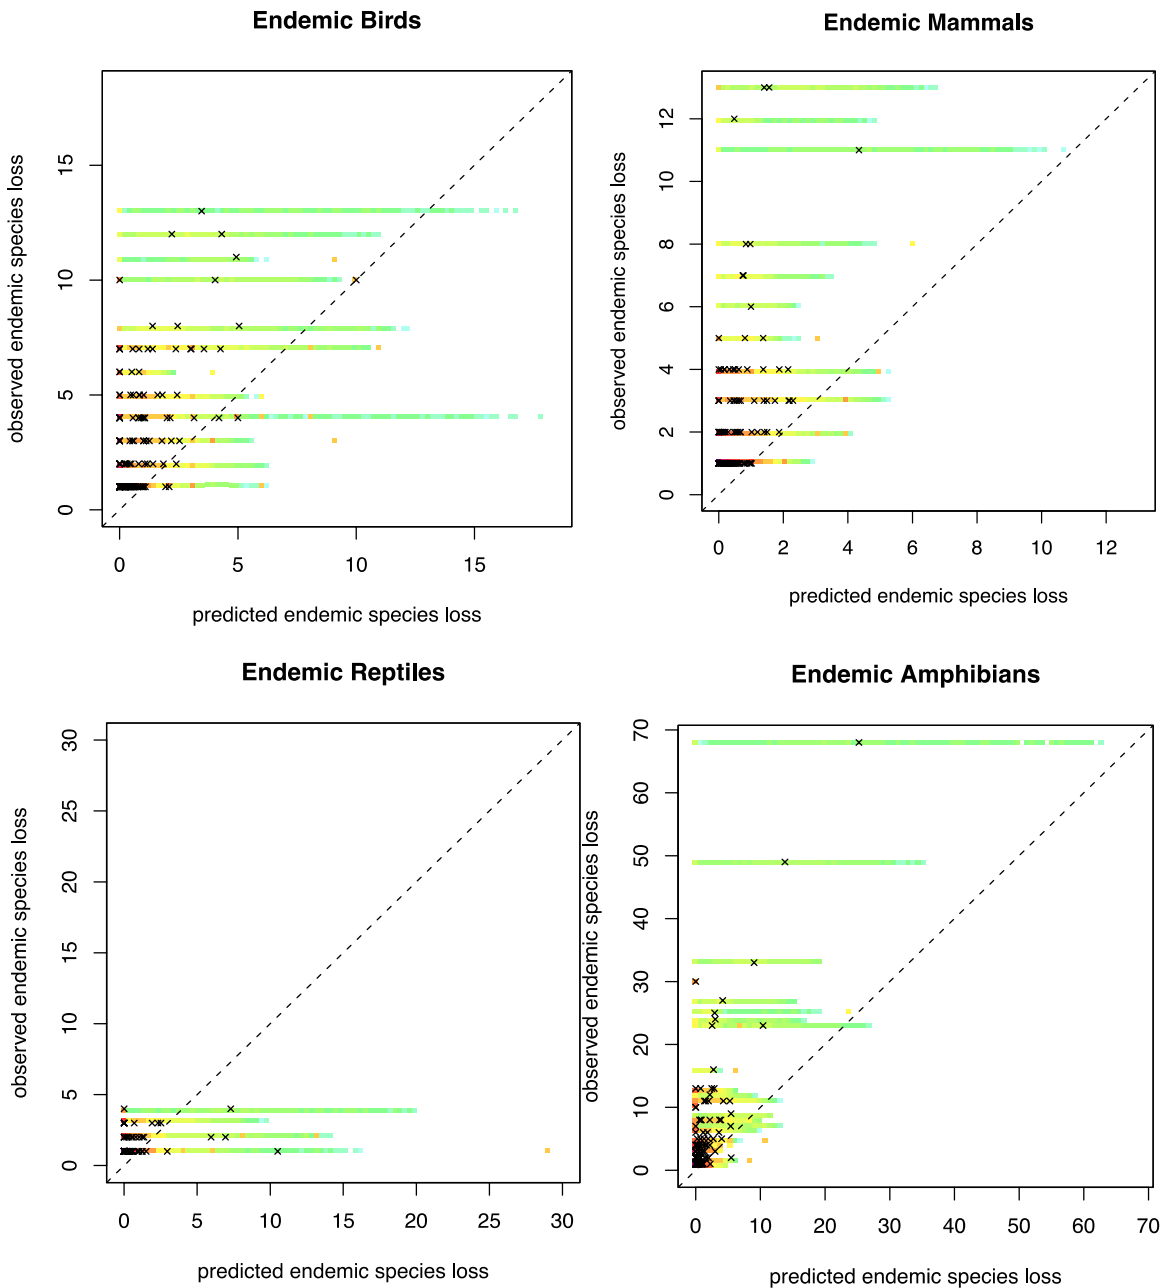 Endemic Birds
observed endemic species loss
0 5 10 15
0 5 10 15
predicted endemic species loss
Endemic Mammals
observed endemic species loss
0 2 4 6 8 10 12
0 2 4 6 8 10 12
predicted endemic species loss
Endemic Reptiles
observed endemic species loss
0 5 10 15 20 25 30
0 5 10 15 20 25 30
predicted endemic species loss
Endemic Amphibians
observed endemic species loss
0 10 20 30 40 50 60 70
0 10 20 30 40 50 60 70
predicted endemic species loss